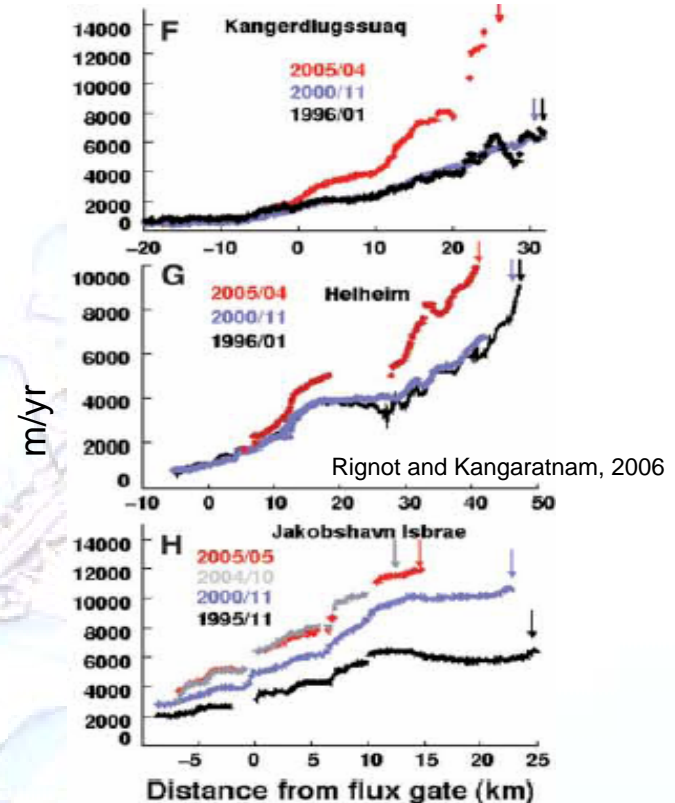 F
Kangerdlugssuaq
14000
12000
10000
8000
6000
4000
2000
0
2005/04
2000/11
1996/01
−20 −10 0 10 20 30
G
Helheim
10000
8000
6000
4000
2000
0
2005/04
2000/11
1996/01
m/yr
Rignot and Kangaratnam, 2006
−10 0 10 20 30 40 50
H
Jakobshavn Isbrae
14000
12000
10000
8000
6000
4000
2000
0
2005/05
2004/10
2000/11
1995/11
−5 0 5 10 15 20 25
Distance from flux gate (km)